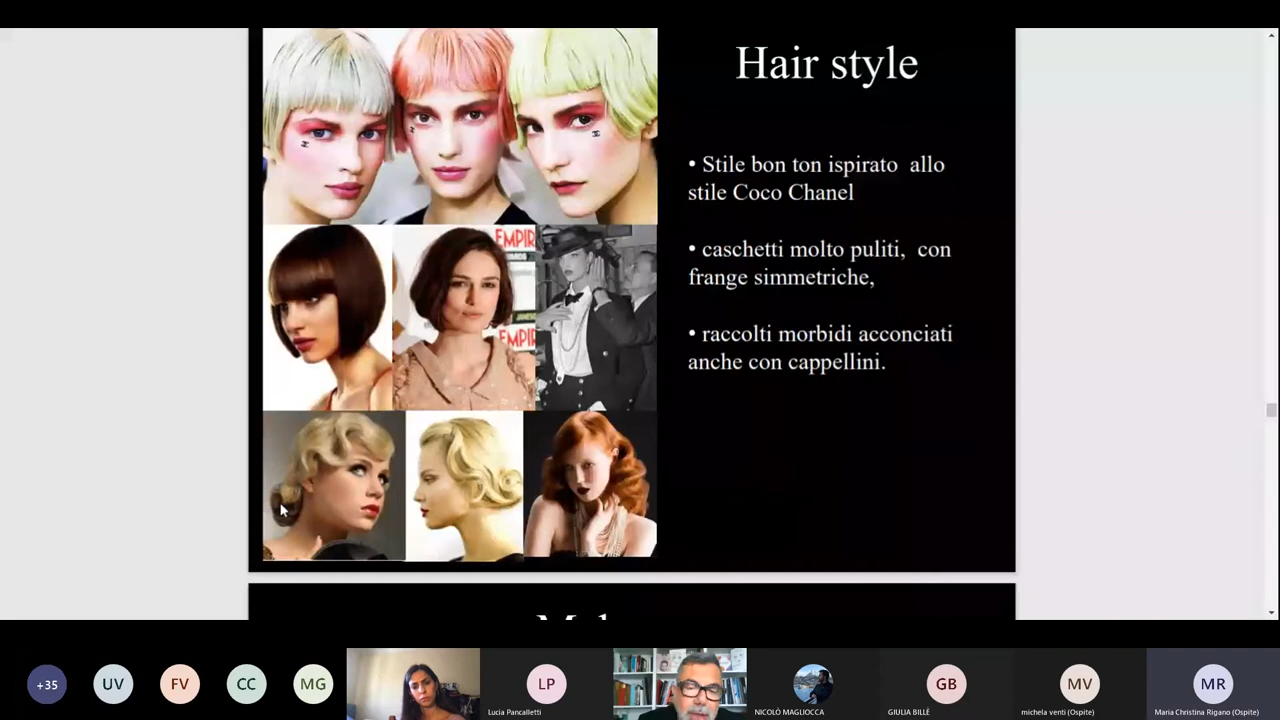 Hair style
• Stile bon ton ispirato allo
stile Coco Chanel
• caschetti molto puliti, con
frange simmetriche,
• raccolti morbidi acconciati
anche con cappellini.
EMPIR
EMPIR
+35
UV
FV
CC
MG
LP
Lucia Pancalletti
NICOLÒ MAGLIOCCA
GB
GIULIA BILLÈ
MV
michela venti (Ospite)
MR
Maria Christina Rigano (Ospite)